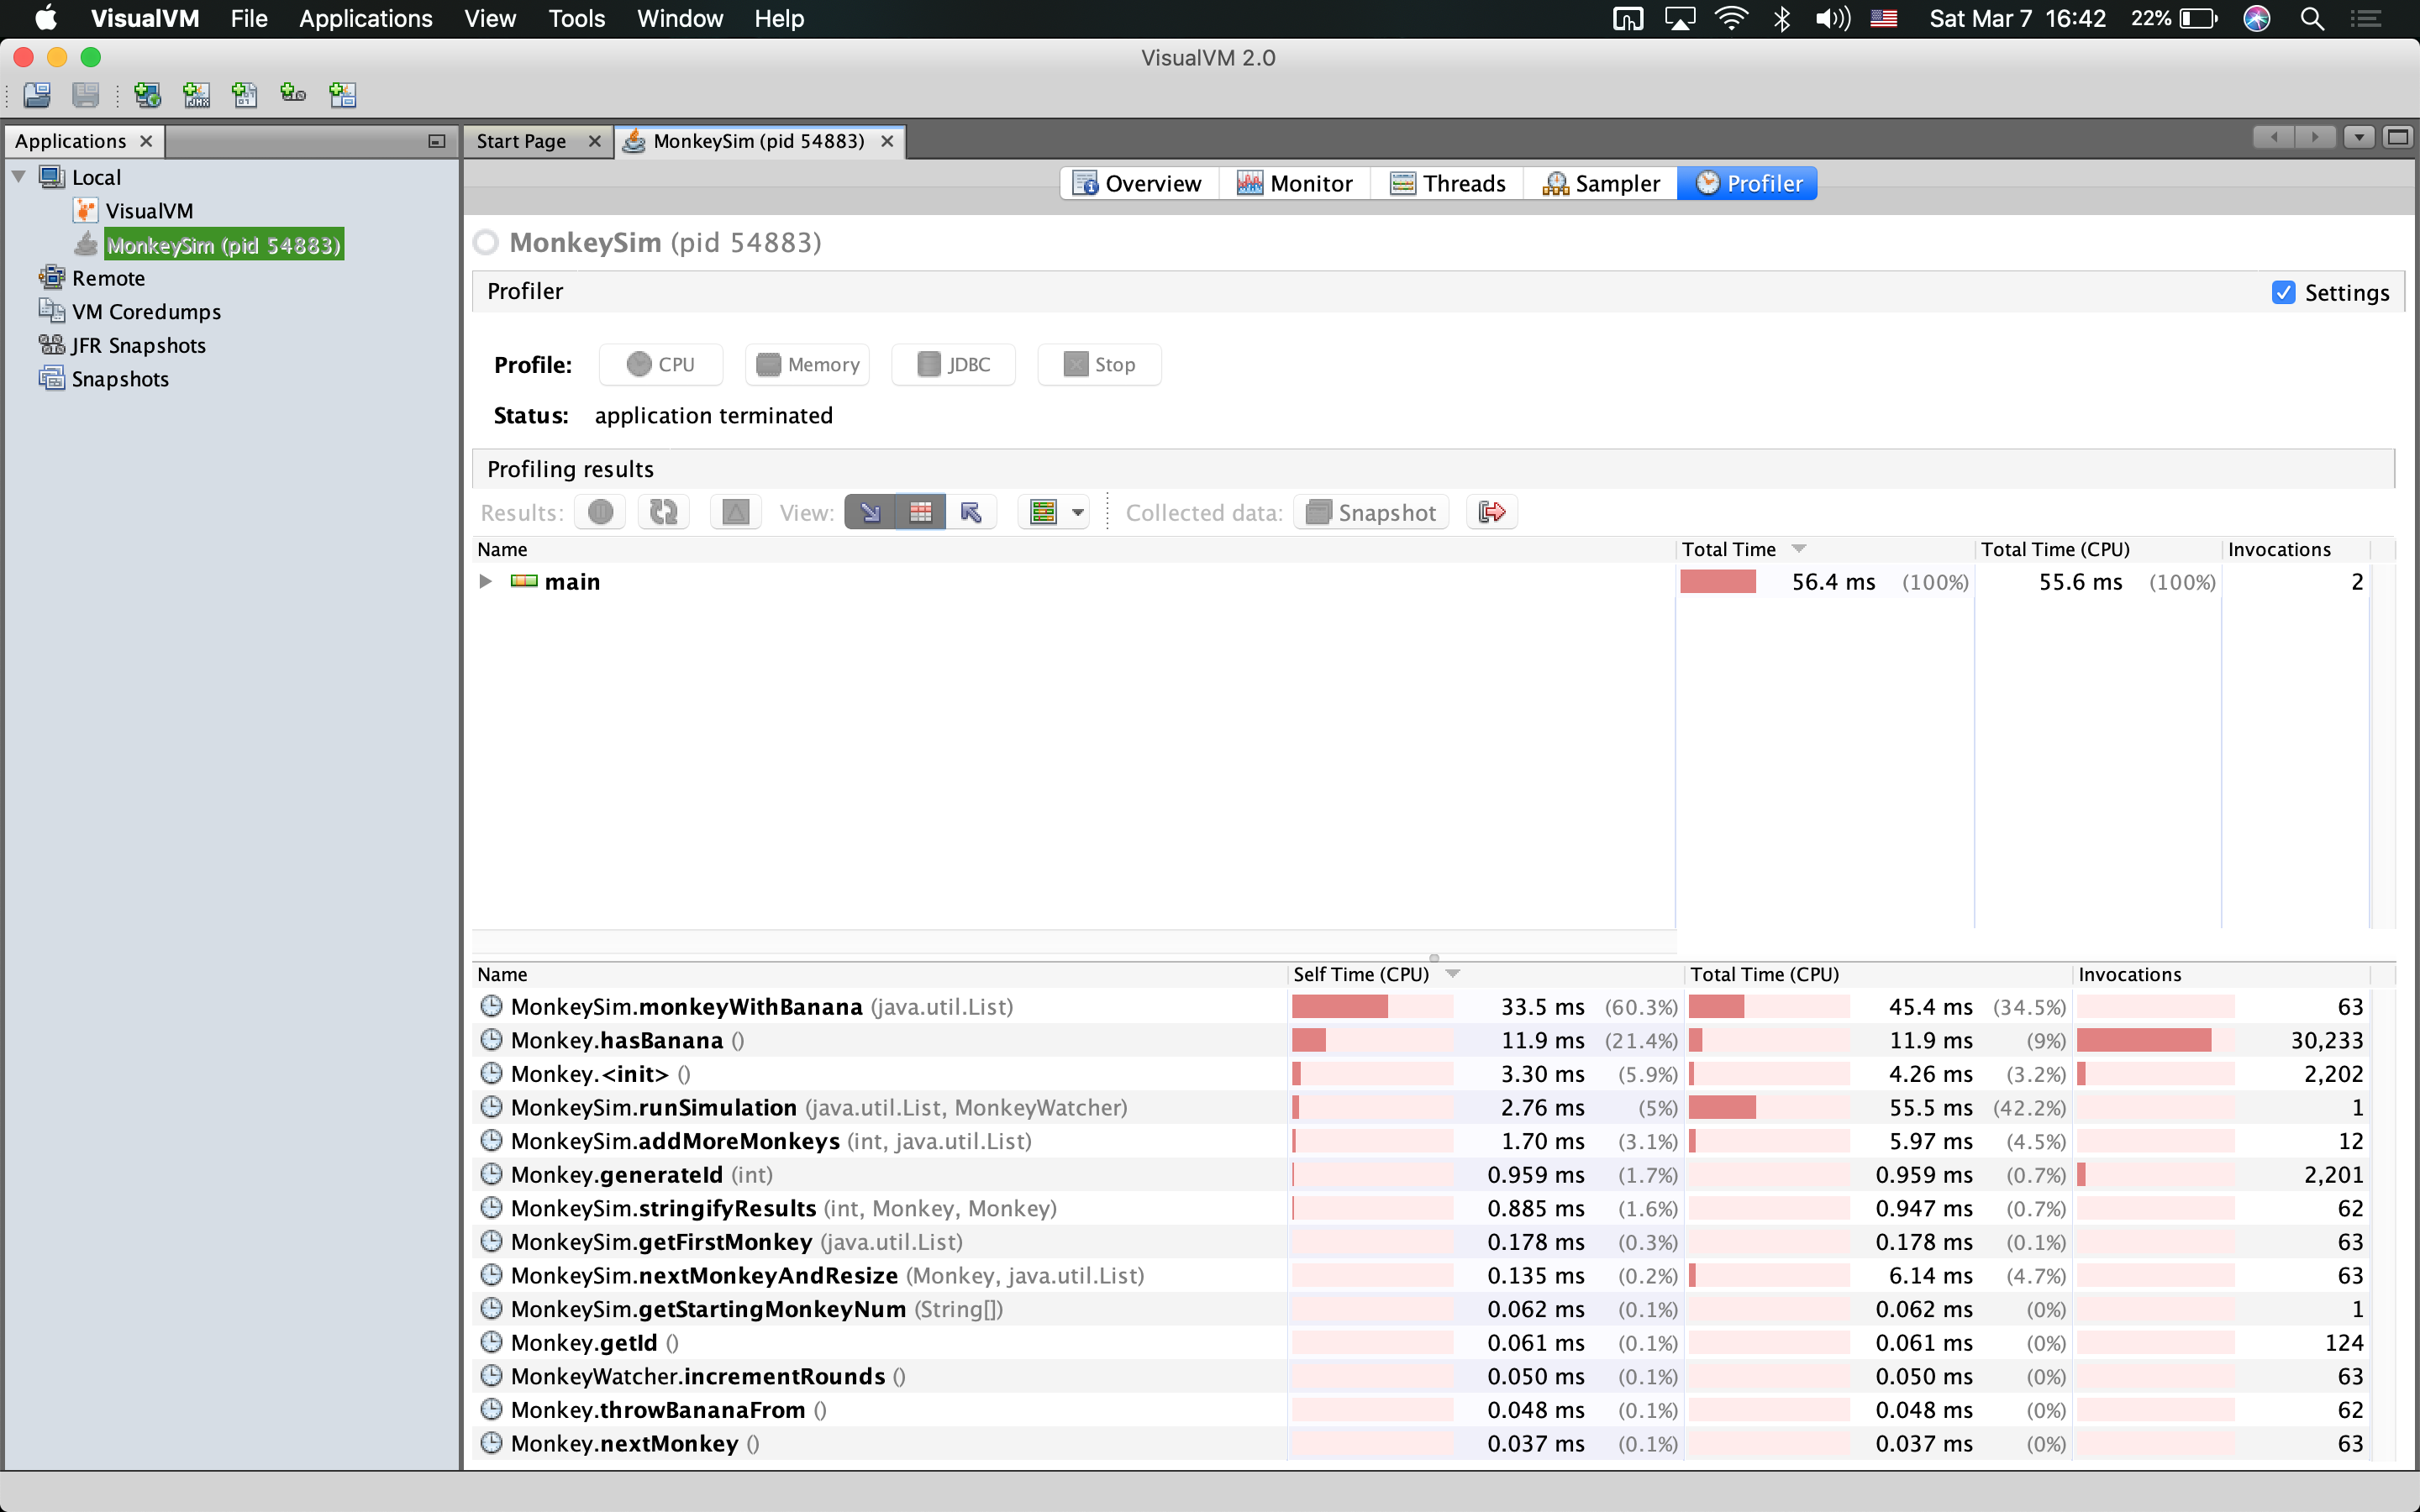 VisualVM File Applications View Tools Window Help Sat Mar 7 16:42 22%
VisualVM 2.0
Applications
Start Page MonkeySim (pid 54883)
Local
VisualVM
MonkeySim (pid 54883)
Remote
VM Coredumps
JFR Snapshots
Snapshots
Overview Monitor Threads Sampler Profiler
MonkeySim (pid 54883)
Profiler Settings
Profile: CPU Memory JDBC Stop
Status: application terminated
Profiling results
Results: View: Collected data: Snapshot
Name Total Time Total Time (CPU) Invocations
main 56.4 ms (100%) 55.6 ms (100%) 2
Name Self Time (CPU) Total Time (CPU) Invocations
MonkeySim.monkeyWithBanana (java.util.List) 33.5 ms (60.3%) 45.4 ms (34.5%) 63
Monkey.hasBanana () 11.9 ms (21.4%) 11.9 ms (9%) 30,233
Monkey.<init> () 3.30 ms (5.9%) 4.26 ms (3.2%) 2,202
MonkeySim.runSimulation (java.util.List, MonkeyWatcher) 2.76 ms (5%) 55.5 ms (42.2%) 1
MonkeySim.addMoreMonkeys (int, java.util.List) 1.70 ms (3.1%) 5.97 ms (4.5%) 12
Monkey.generateId (int) 0.959 ms (1.7%) 0.959 ms (0.7%) 2,201
MonkeySim.stringifyResults (int, Monkey, Monkey) 0.885 ms (1.6%) 0.947 ms (0.7%) 62
MonkeySim.getFirstMonkey (java.util.List) 0.178 ms (0.3%) 0.178 ms (0.1%) 63
MonkeySim.nextMonkeyAndResize (Monkey, java.util.List) 0.135 ms (0.2%) 6.14 ms (4.7%) 63
MonkeySim.getStartingMonkeyNum (String[]) 0.062 ms (0.1%) 0.062 ms (0%) 1
Monkey.getId () 0.061 ms (0.1%) 0.061 ms (0%) 124
MonkeyWatcher.incrementRounds () 0.050 ms (0.1%) 0.050 ms (0%) 63
Monkey.throwBananaFrom () 0.048 ms (0.1%) 0.048 ms (0%) 62
Monkey.nextMonkey () 0.037 ms (0.1%) 0.037 ms (0%) 63